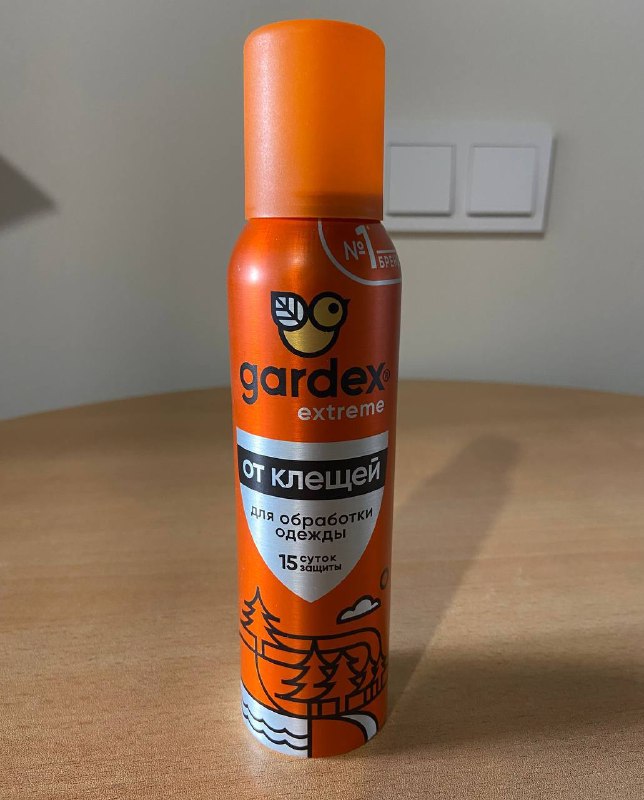 №1
gardex®
extreme
от клещей
для обработки
одежды
15 суток
защиты